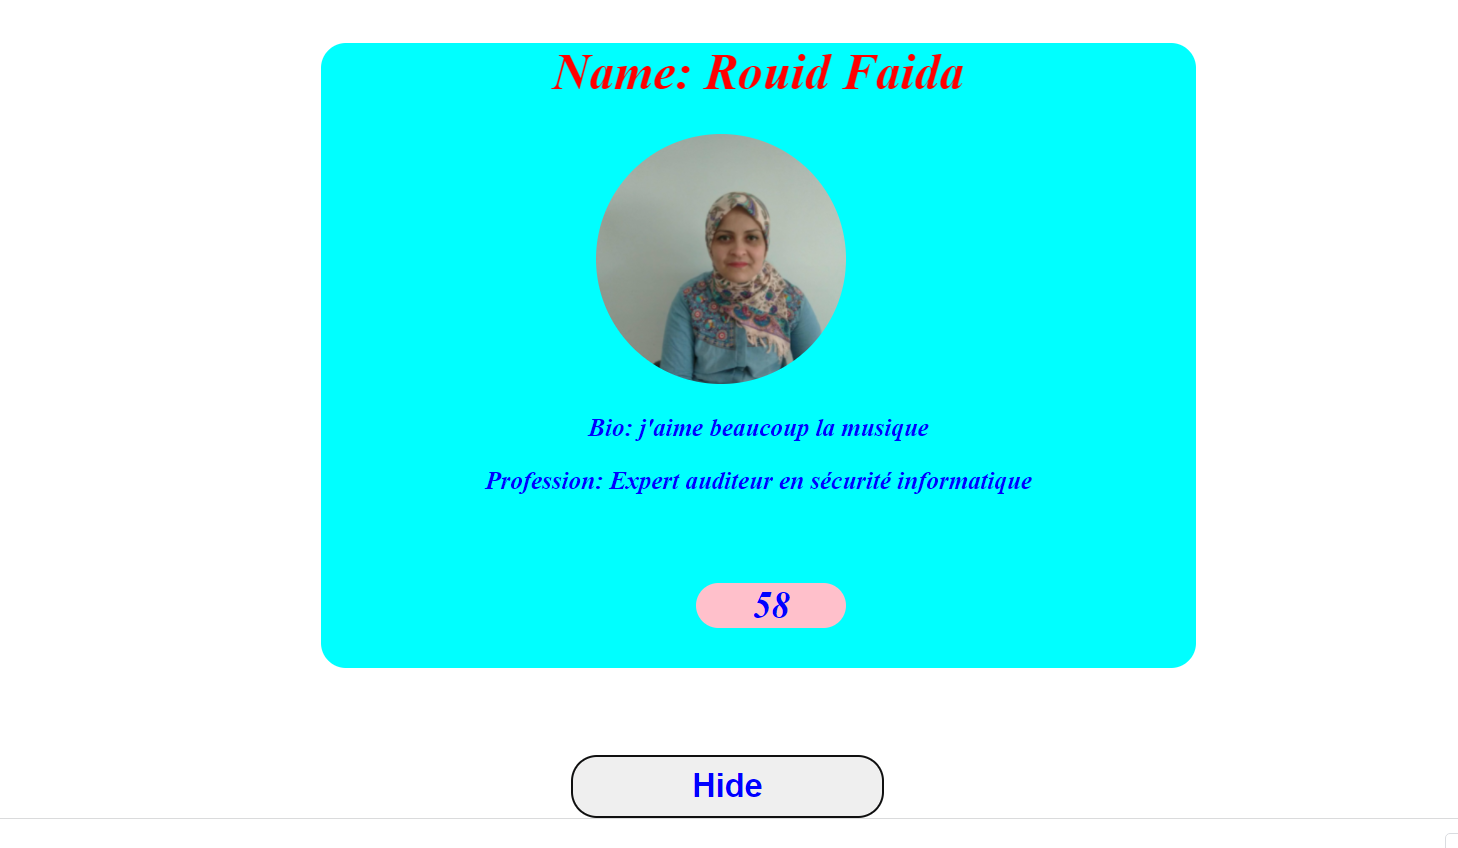 Name: Rouid Faida
Bio: j'aime beaucoup la musique
Profession: Expert auditeur en sécurité informatique
58
Hide